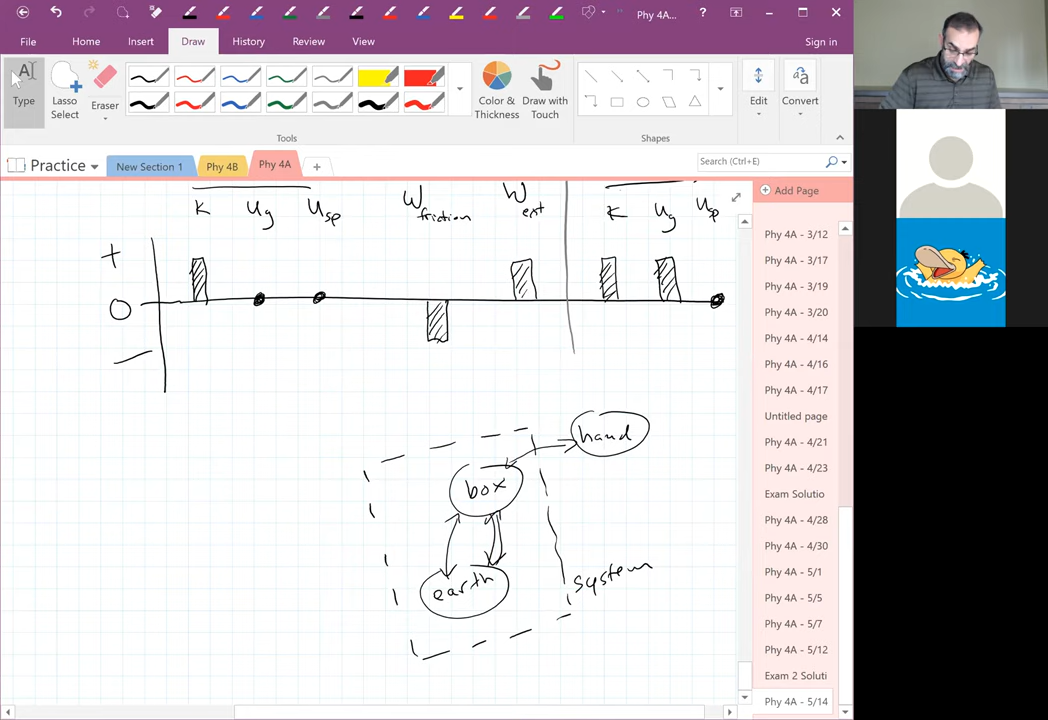 Phy 4A...
?
File
Home
Insert
Draw
History
Review
View
Sign in
A
Type
Lasso Select
Eraser
Color & Thickness
Draw with Touch
Edit
Convert
Tools
Shapes
Practice
New Section 1
Phy 4B
Phy 4A
+
Search (Ctrl+E)
Add Page
Phy 4A - 3/12
Phy 4A - 3/17
Phy 4A - 3/19
Phy 4A - 3/20
Phy 4A - 4/14
Phy 4A - 4/16
Phy 4A - 4/17
Untitled page
Phy 4A - 4/21
Phy 4A - 4/23
Exam Solutio
Phy 4A - 4/28
Phy 4A - 4/30
Phy 4A - 5/1
Phy 4A - 5/5
Phy 4A - 5/7
Phy 4A - 5/12
Exam 2 Soluti
Phy 4A - 5/14
K Ug Usp Wfriction Wext K Ug Usp
+
0
−
hand
box
earth
system